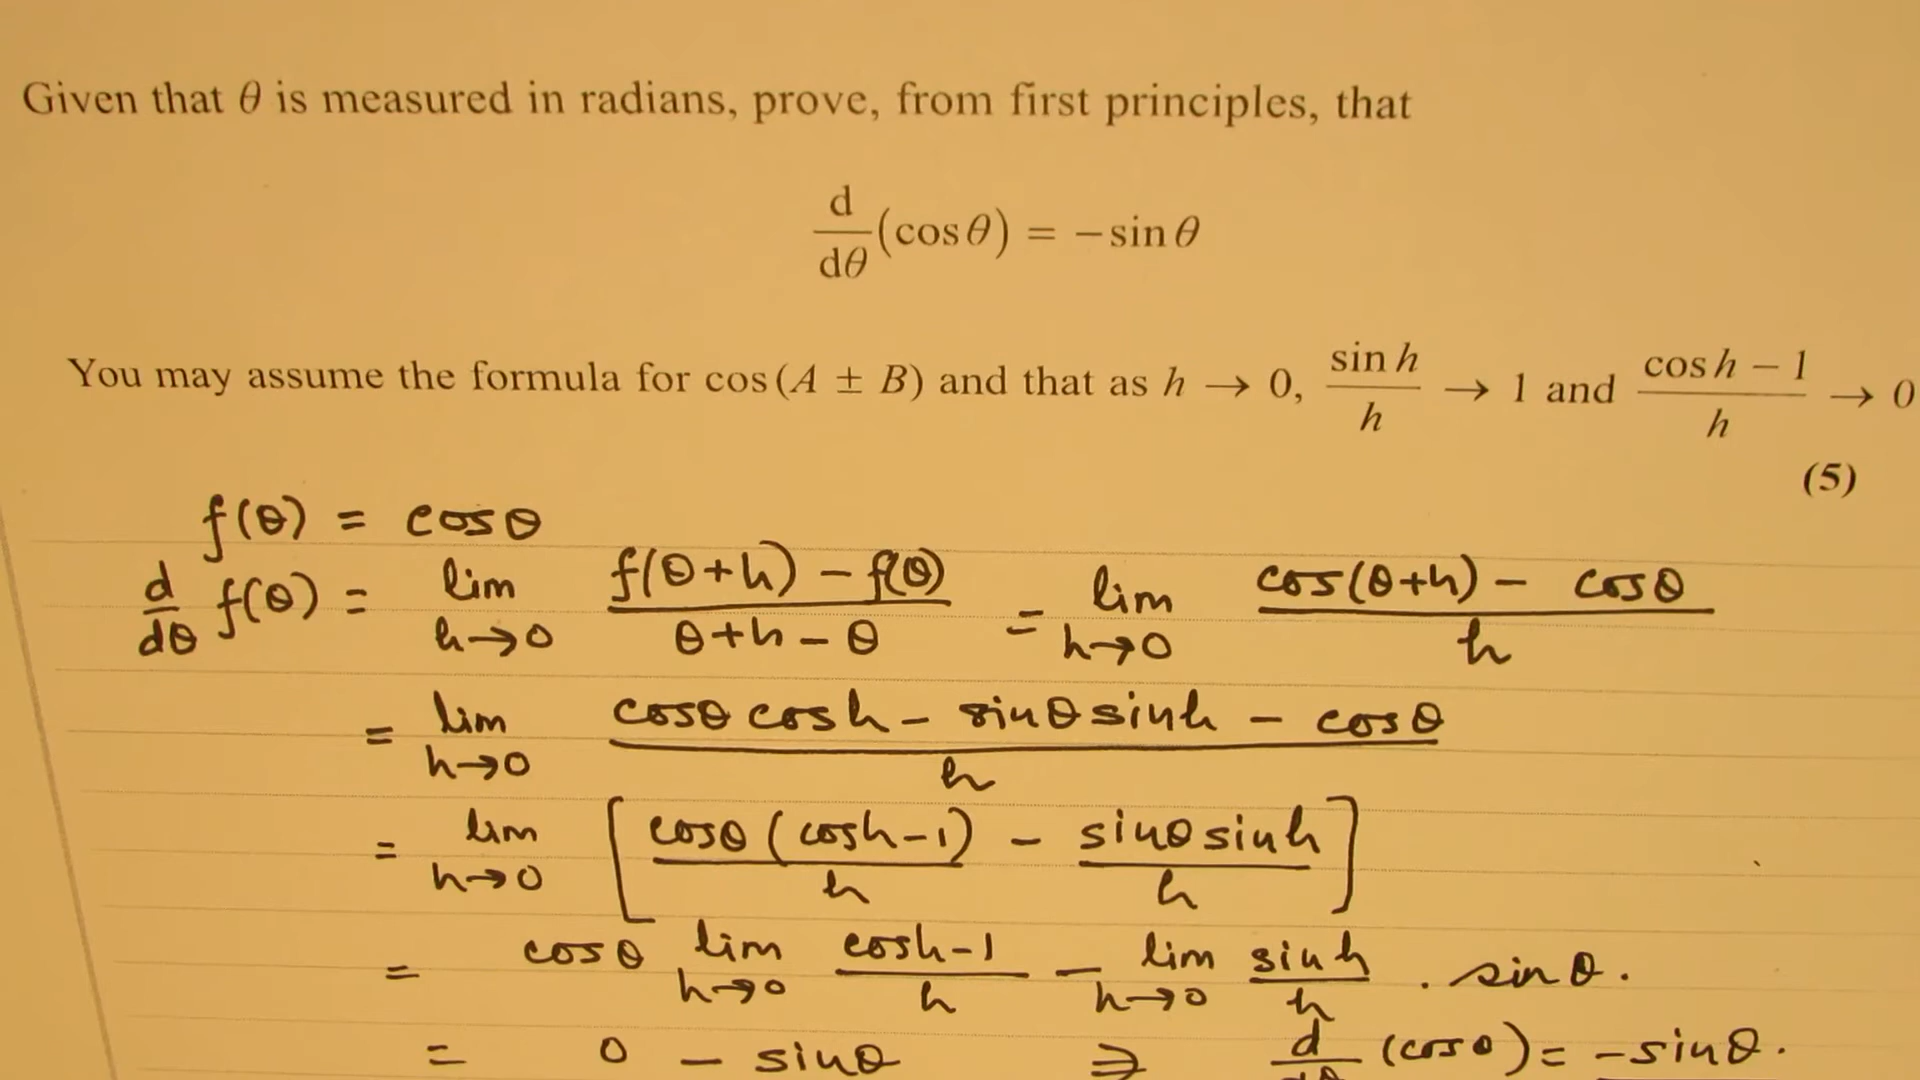 Given that θ is measured in radians, prove, from first principles, that
d/dθ (cos θ) = − sin θ
You may assume the formula for cos (A ± B) and that as h → 0, sin h / h → 1 and cos h − 1 / h → 0
(5)
f(θ) = cosθ
d/dθ f(θ) = lim h→0 f(θ+h) − f(θ) / θ+h − θ = lim h→0 cos(θ+h) − cosθ / h
= lim h→0 cosθ cosh − sinθ sinh − cosθ / h
= lim h→0 [ cosθ (cosh−1) / h − sinθ sinh / h ]
= cosθ lim h→0 cosh−1 / h − lim h→0 sinh / h . sinθ.
= 0 − sinθ ⇒ d/dθ (cosθ) = −sinθ.